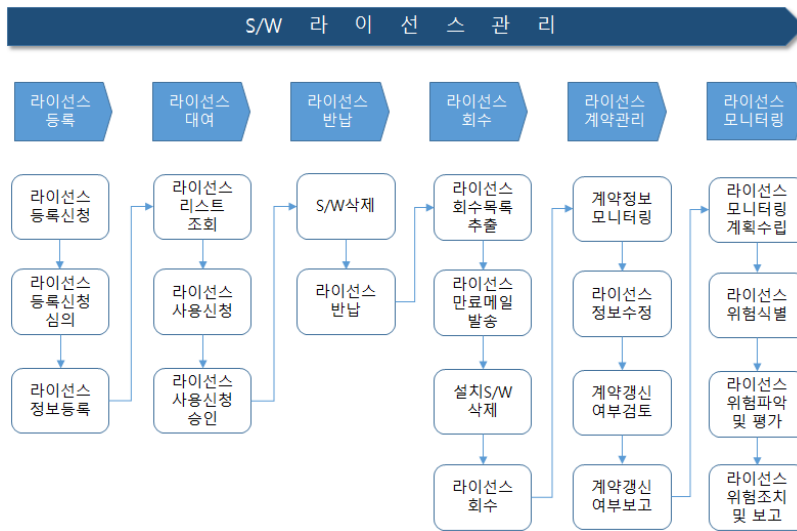 S/W 라 이 선 스 관 리
라이선스
등록
라이선스
대여
라이선스
반납
라이선스
회수
라이선스
계약관리
라이선스
모니터링
라이선스
등록신청
라이선스
등록신청
심의
라이선스
정보등록
라이선스
리스트
조회
라이선스
사용신청
라이선스
사용신청
승인
S/W삭제
라이선스
반납
라이선스
회수목록
추출
라이선스
만료메일
발송
설치S/W
삭제
라이선스
회수
계약정보
모니터링
라이선스
정보수정
계약갱신
여부검토
계약갱신
여부보고
라이선스
모니터링
계획수립
라이선스
위험식별
라이선스
위험파악
및 평가
라이선스
위험조치
및 보고